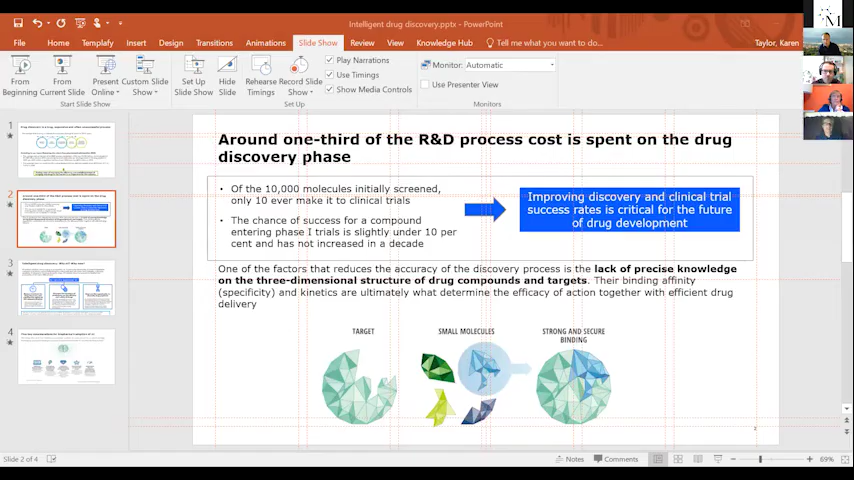 Intelligent drug discovery.pptx - PowerPoint
Taylor, Karen
File Home Templafy Insert Design Transitions Animations Slide Show Review View Knowledge Hub Tell me what you want to do...
From Beginning
From Current Slide
Present Online
Custom Slide Show
Start Slide Show
Set Up Slide Show
Hide Slide
Rehearse Timings
Record Slide Show
Play Narrations
Use Timings
Show Media Controls
Set Up
Monitor: Automatic
Use Presenter View
Monitors
1
2
3
4
Around one-third of the R&D process cost is spent on the drug
discovery phase
• Of the 10,000 molecules initially screened,
only 10 ever make it to clinical trials
• The chance of success for a compound
entering phase I trials is slightly under 10 per
cent and has not increased in a decade
Improving discovery and clinical trial
success rates is critical for the future
of drug development
One of the factors that reduces the accuracy of the discovery process is the lack of precise knowledge
on the three-dimensional structure of drug compounds and targets. Their binding affinity
(specificity) and kinetics are ultimately what determine the efficacy of action together with efficient drug
delivery
TARGET
SMALL MOLECULES
STRONG AND SECURE
BINDING
2
Slide 2 of 4
Notes
Comments
69%